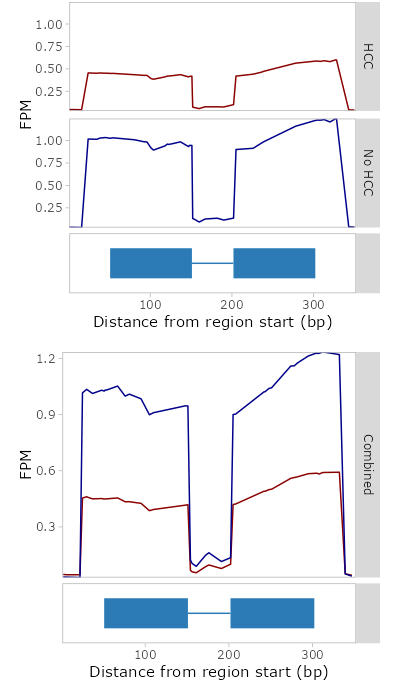 1.00
0.75
0.50
0.25
HCC
FPM
1.00
0.75
0.50
0.25
No HCC
100 200 300
Distance from region start (bp)
1.2
0.9
0.6
0.3
FPM
Combined
100 200 300
Distance from region start (bp)